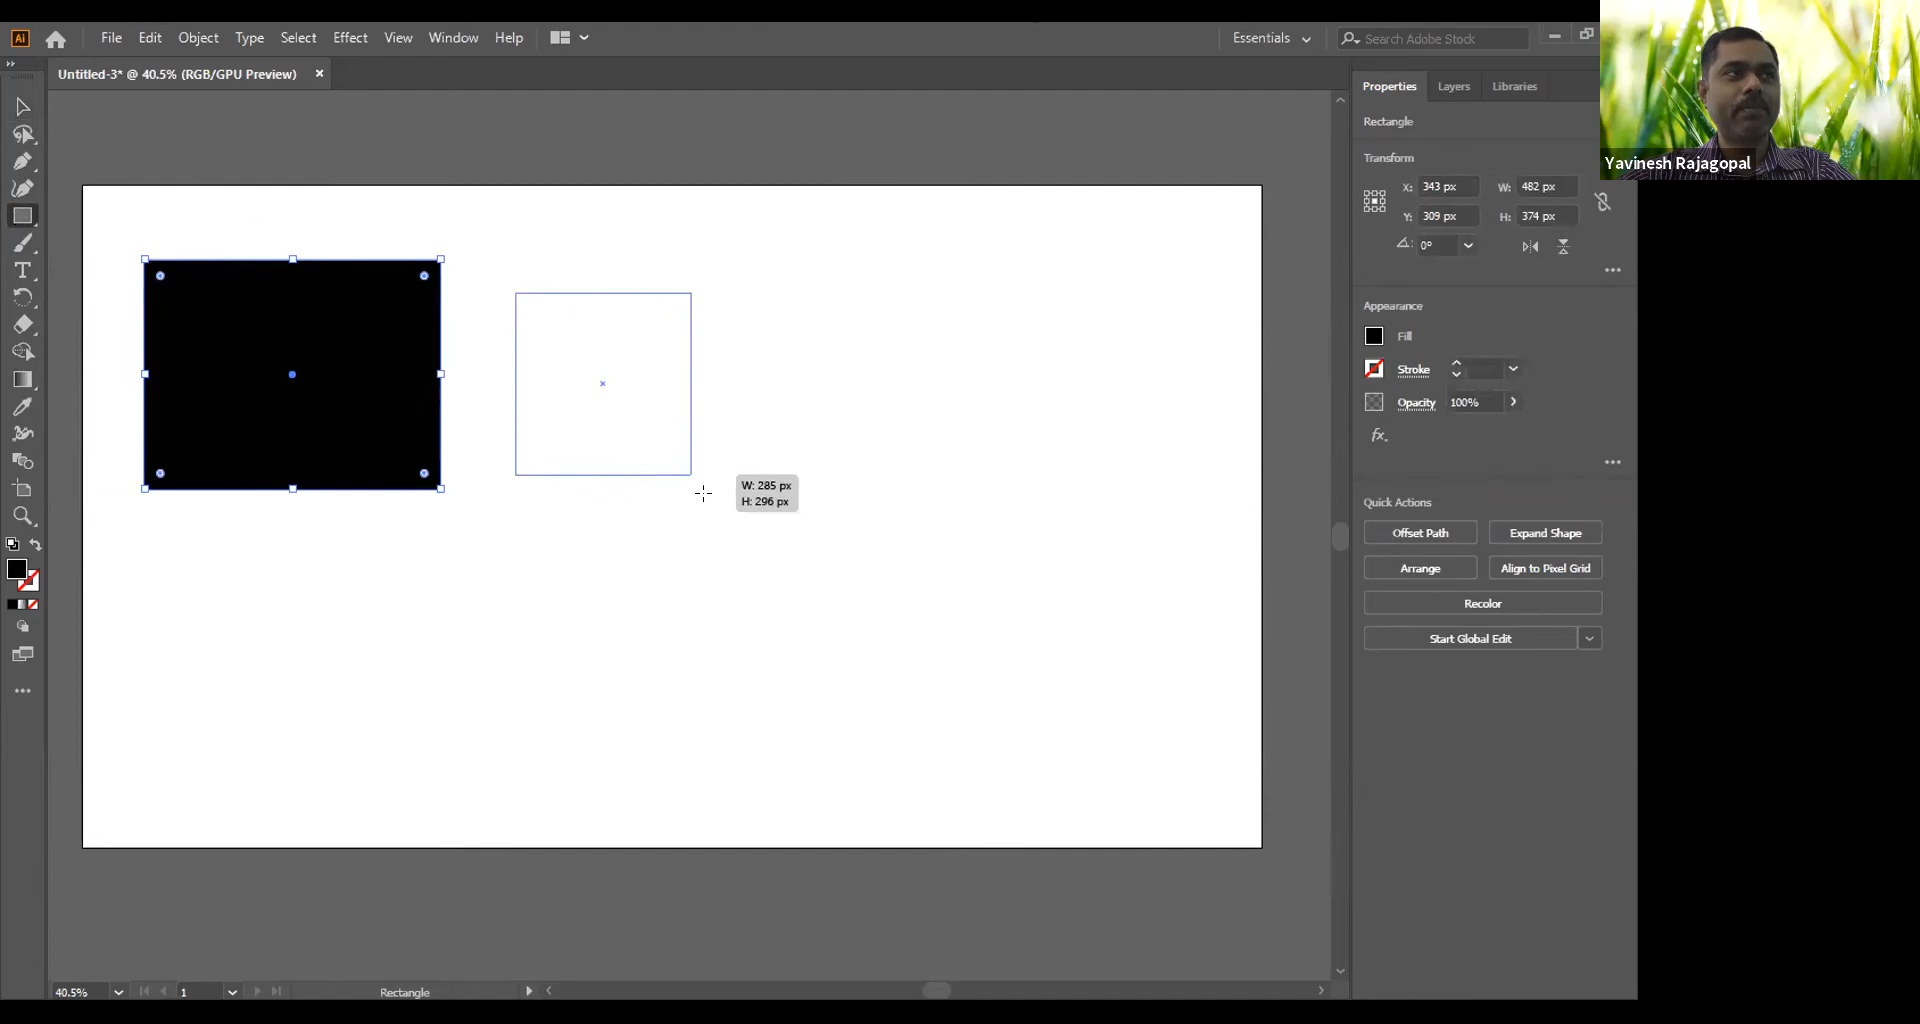 Ai File Edit Object Type Select Effect View Window Help Essentials Search Adobe Stock
Untitled-3* @ 40.5% (RGB/GPU Preview) ×
Properties Layers Libraries
Rectangle
Yavinesh Rajagopal
Transform
X: 343 px W: 482 px
Y: 309 px H: 374 px
0°
Appearance
Fill
Stroke
Opacity 100%
fx.
W: 285 px
H: 296 px
Quick Actions
Offset Path Expand Shape
Arrange Align to Pixel Grid
Recolor
Start Global Edit
40.5% 1 Rectangle